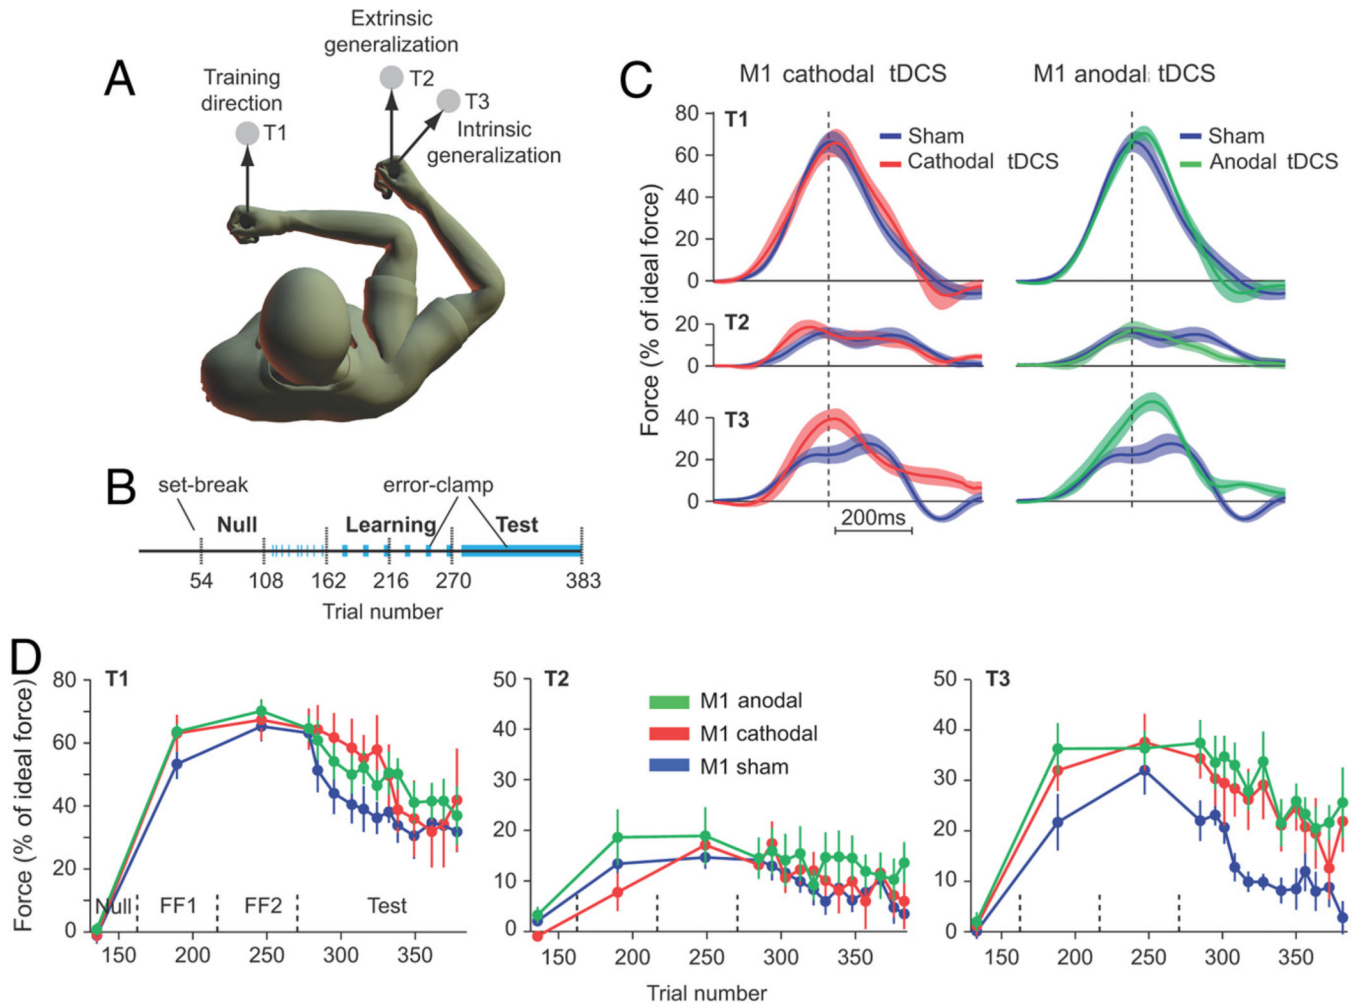 A
Training
direction
T1
Extrinsic
generalization
T2
T3
Intrinsic
generalization
B
set-break
error-clamp
Null
Learning
Test
54
108
162
216
270
383
Trial number
C
M1 cathodal tDCS
M1 anodal tDCS
Force (% of ideal force)
80
60
40
20
0
T1
Sham
Cathodal tDCS
Sham
Anodal tDCS
20
0
T2
40
20
0
T3
200ms
D
Force (% of ideal force)
80
60
40
20
0
T1
Null
FF1
FF2
Test
150
200
250
300
350
50
40
30
20
10
0
T2
M1 anodal
M1 cathodal
M1 sham
150
200
250
300
350
50
40
30
20
10
0
T3
150
200
250
300
350
Trial number